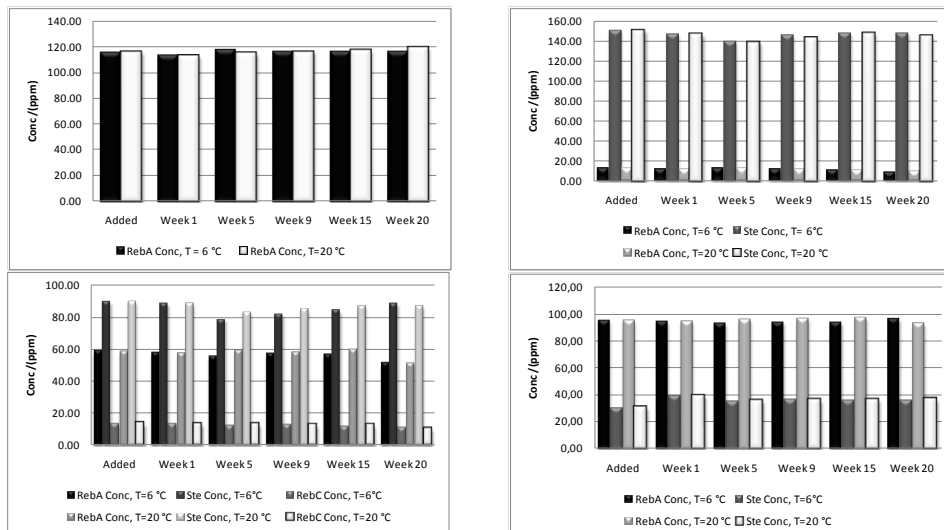 140.00
120.00
100.00
80.00
60.00
40.00
20.00
0.00
Conc /(ppm)
Added Week 1 Week 5 Week 9 Week 15 Week 20
RebA Conc, T = 6 °C RebA Conc, T=20 °C
160.00
140.00
120.00
100.00
80.00
60.00
40.00
20.00
0.00
Conc /(ppm)
Added Week 1 Week 5 Week 9 Week 15 Week 20
RebA Conc, T=6 °C Ste Conc, T= 6°C
RebA Conc, T=20 °C Ste Conc, T=20 °C
100.00
80.00
60.00
40.00
20.00
0.00
Conc /(ppm)
Added Week 1 Week 5 Week 9 Week 15 Week 20
RebA Conc, T=6 °C Ste Conc, T=6°C RebC Conc, T=6°C
RebA Conc, T=20 °C Ste Conc, T=20 °C RebC Conc, T=20 °C
120,00
100,00
80,00
60,00
40,00
20,00
0,00
Conc /(ppm)
Added Week 1 Week 5 Week 9 Week 15 Week 20
RebA Conc, T=6 °C Ste Conc, T=6°C
RebA Conc, T=20 °C Ste Conc, T=20 °C